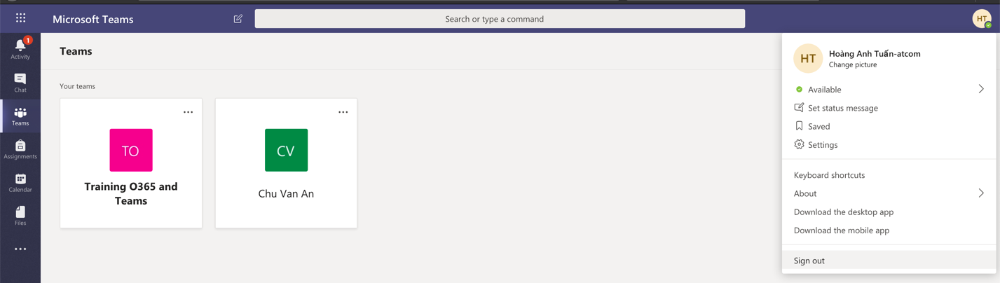 Microsoft Teams
Search or type a command
HT
1
Activity
Chat
Teams
Assignments
Calendar
Files
Teams
Your teams
TO
Training O365 and
Teams
CV
Chu Van An
HT
Hoàng Anh Tuấn-atcom
Change picture
Available
Set status message
Saved
Settings
Keyboard shortcuts
About
Download the desktop app
Download the mobile app
Sign out